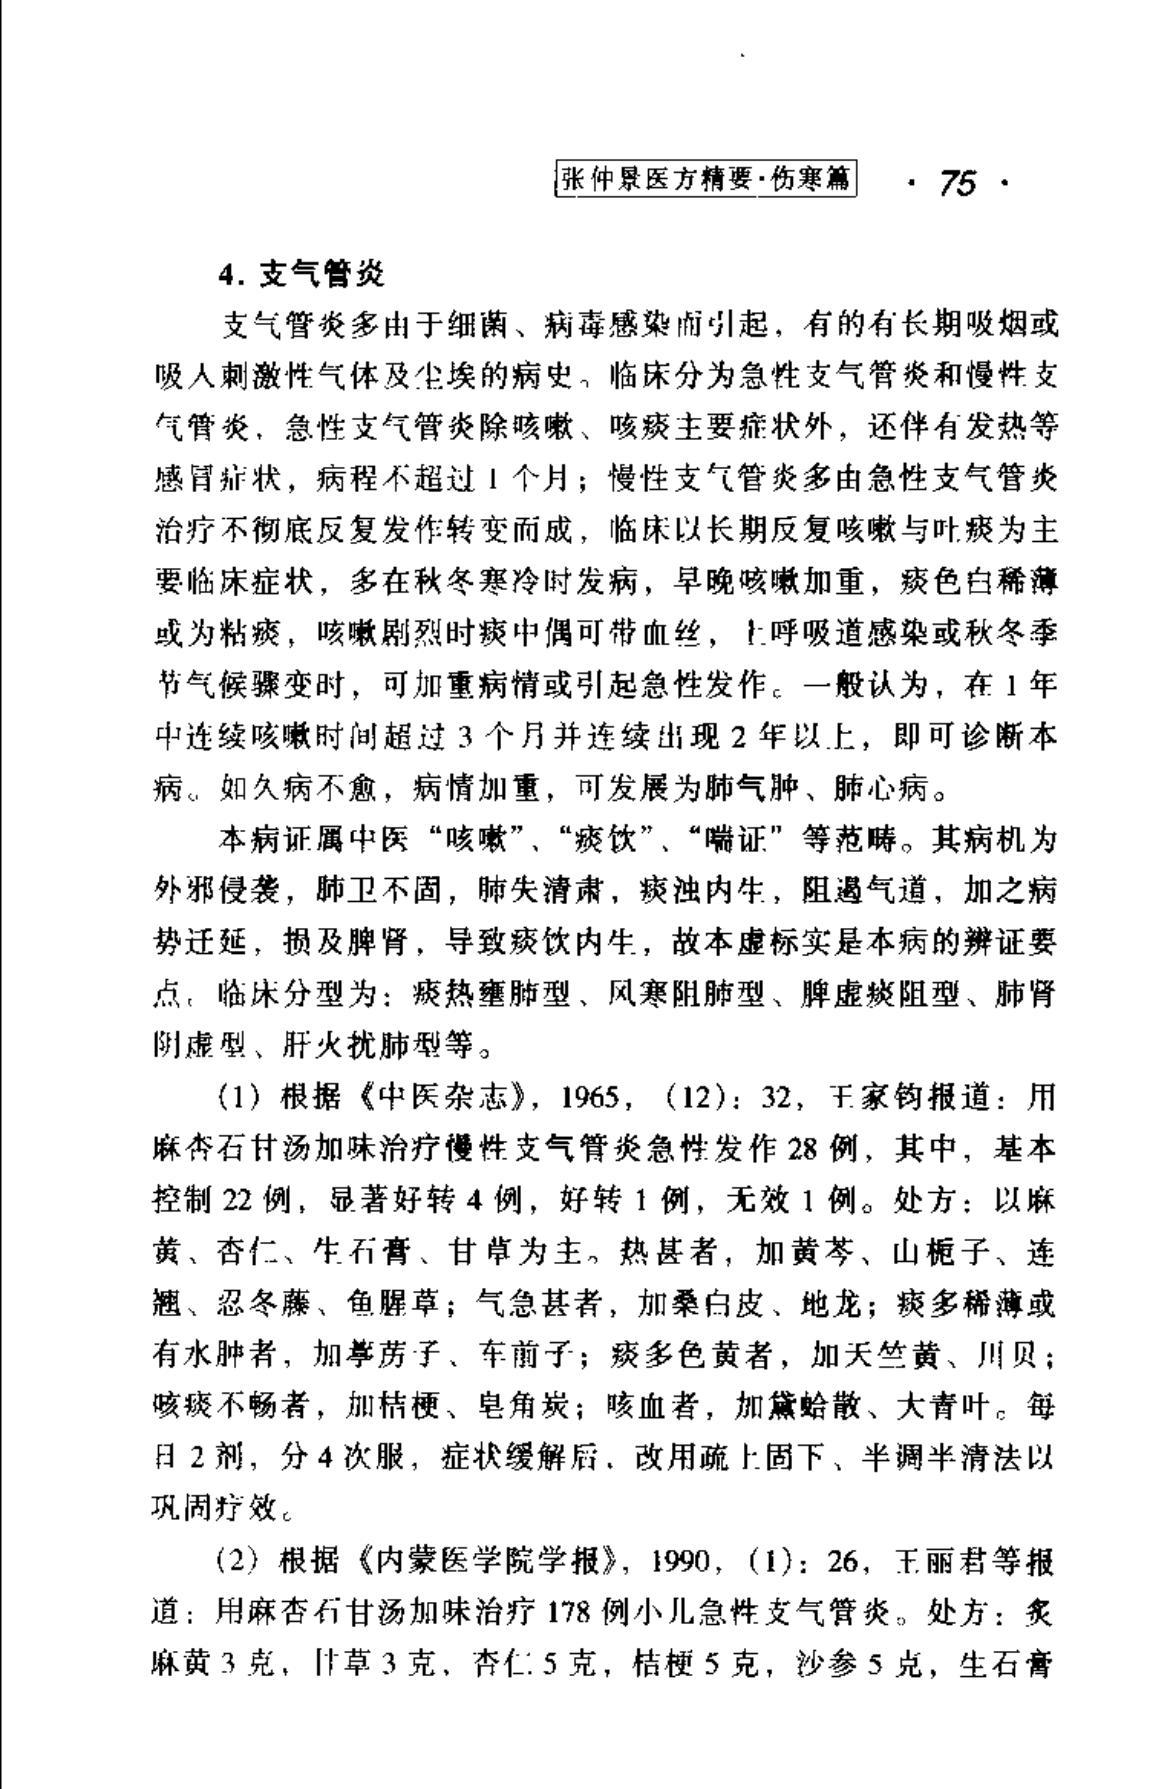 张仲景医方精要·伤寒篇 · 75 ·
4. 支气管炎
支气管炎多由于细菌、病毒感染而引起，有的有长期吸烟或
吸入刺激性气体及尘埃的病史。临床分为急性支气管炎和慢性支
气管炎，急性支气管炎除咳嗽、咳痰主要症状外，还伴有发热等
感冒症状，病程不超过 1 个月；慢性支气管炎多由急性支气管炎
治疗不彻底反复发作转变而成，临床以长期反复咳嗽与吐痰为主
要临床症状，多在秋冬寒冷时发病，早晚咳嗽加重，痰色白稀薄
或为粘痰，咳嗽剧烈时痰中偶可带血丝，上呼吸道感染或秋冬季
节气候骤变时，可加重病情或引起急性发作。一般认为，在 1 年
中连续咳嗽时间超过 3 个月并连续出现 2 年以上，即可诊断本
病。如久病不愈，病情加重，可发展为肺气肿、肺心病。
本病证属中医“咳嗽”、“痰饮”、“喘证”等范畴。其病机为
外邪侵袭，肺卫不固，肺失清肃，痰浊内生，阻遏气道，加之病
势迁延，损及脾肾，导致痰饮内生，故本虚标实是本病的辨证要
点。临床分型为：痰热壅肺型、风寒阻肺型、脾虚痰阻型、肺肾
阴虚型、肝火扰肺型等。
(1) 根据《中医杂志》，1965，(12)：32，王家钧报道：用
麻杏石甘汤加味治疗慢性支气管炎急性发作 28 例，其中，基本
控制 22 例，显著好转 4 例，好转 1 例，无效 1 例。处方：以麻
黄、杏仁、生石膏、甘草为主。热甚者，加黄芩、山栀子、连
翘、忍冬藤、鱼腥草；气急甚者，加桑白皮、地龙；痰多稀薄或
有水肿者，加葶苈子、车前子；痰多色黄者，加天竺黄、川贝；
咳痰不畅者，加桔梗、皂角炭；咳血者，加黛蛤散、大青叶。每
日 2 剂，分 4 次服，症状缓解后，改用疏上固下、半调半清法以
巩固疗效。
(2) 根据《内蒙医学院学报》，1990，(1)：26，王丽君等报
道：用麻杏石甘汤加味治疗 178 例小儿急性支气管炎。处方：炙
麻黄 3 克，甘草 3 克，杏仁 5 克，桔梗 5 克，沙参 5 克，生石膏